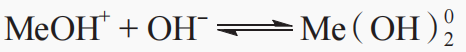 MeOH⁺ + OH⁻ ⇌ Me(OH)₂⁰